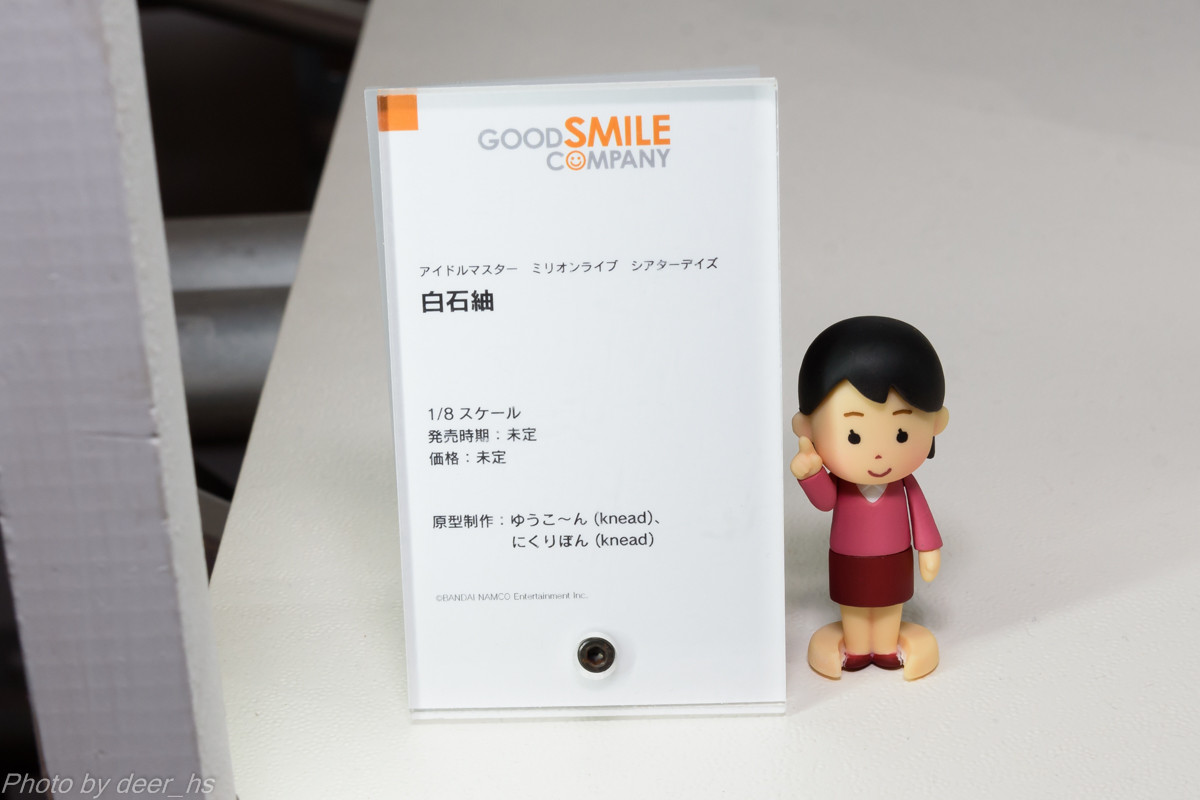 GOOD SMILE
COMPANY
アイドルマスター　ミリオンライブ　シアターデイズ
白石紬
1/8 スケール
発売時期：未定
価格：未定
原型制作：ゆうこ〜ん (knead)、
にくりぼん (knead)
©BANDAI NAMCO Entertainment Inc.
Photo by deer_hs